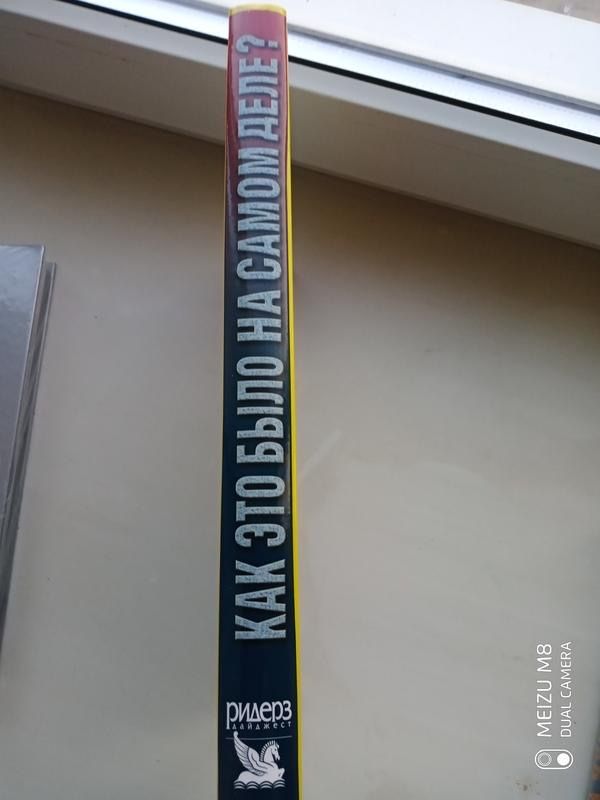 КАК ЭТО БЫЛО НА САМОМ ДЕЛЕ?
ридерз
дайджест
MEIZU M8
DUAL CAMERA